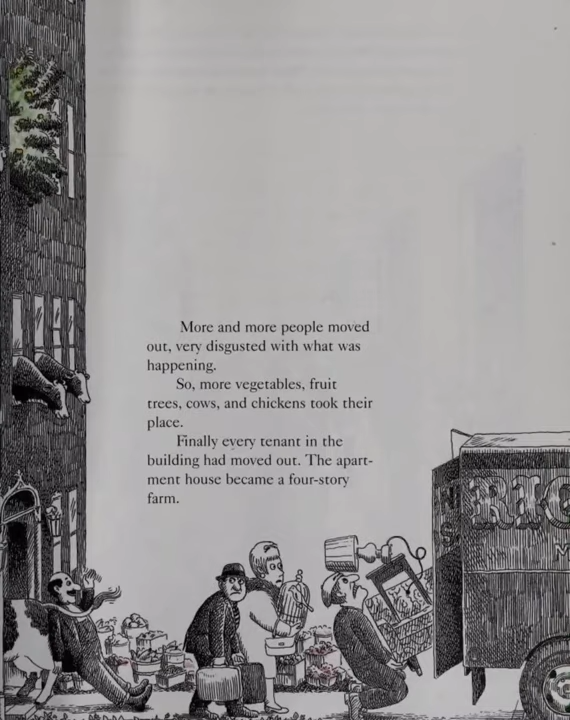 More and more people moved
out, very disgusted with what was
happening.
So, more vegetables, fruit
trees, cows, and chickens took their
place.
Finally every tenant in the
building had moved out. The apart-
ment house became a four-story
farm.
RIC
M